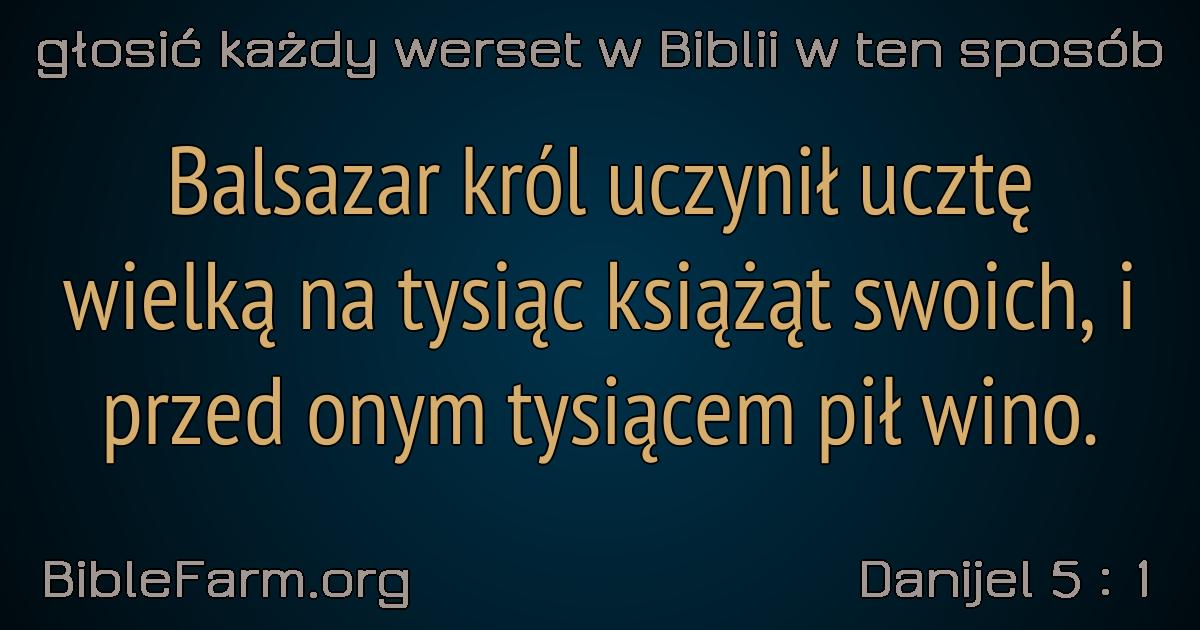 głosić każdy werset w Biblii w ten sposób
Balsazar król uczynił ucztę
wielką na tysiąc książąt swoich, i
przed onym tysiącem pił wino.
BibleFarm.org
Danijel 5 : 1